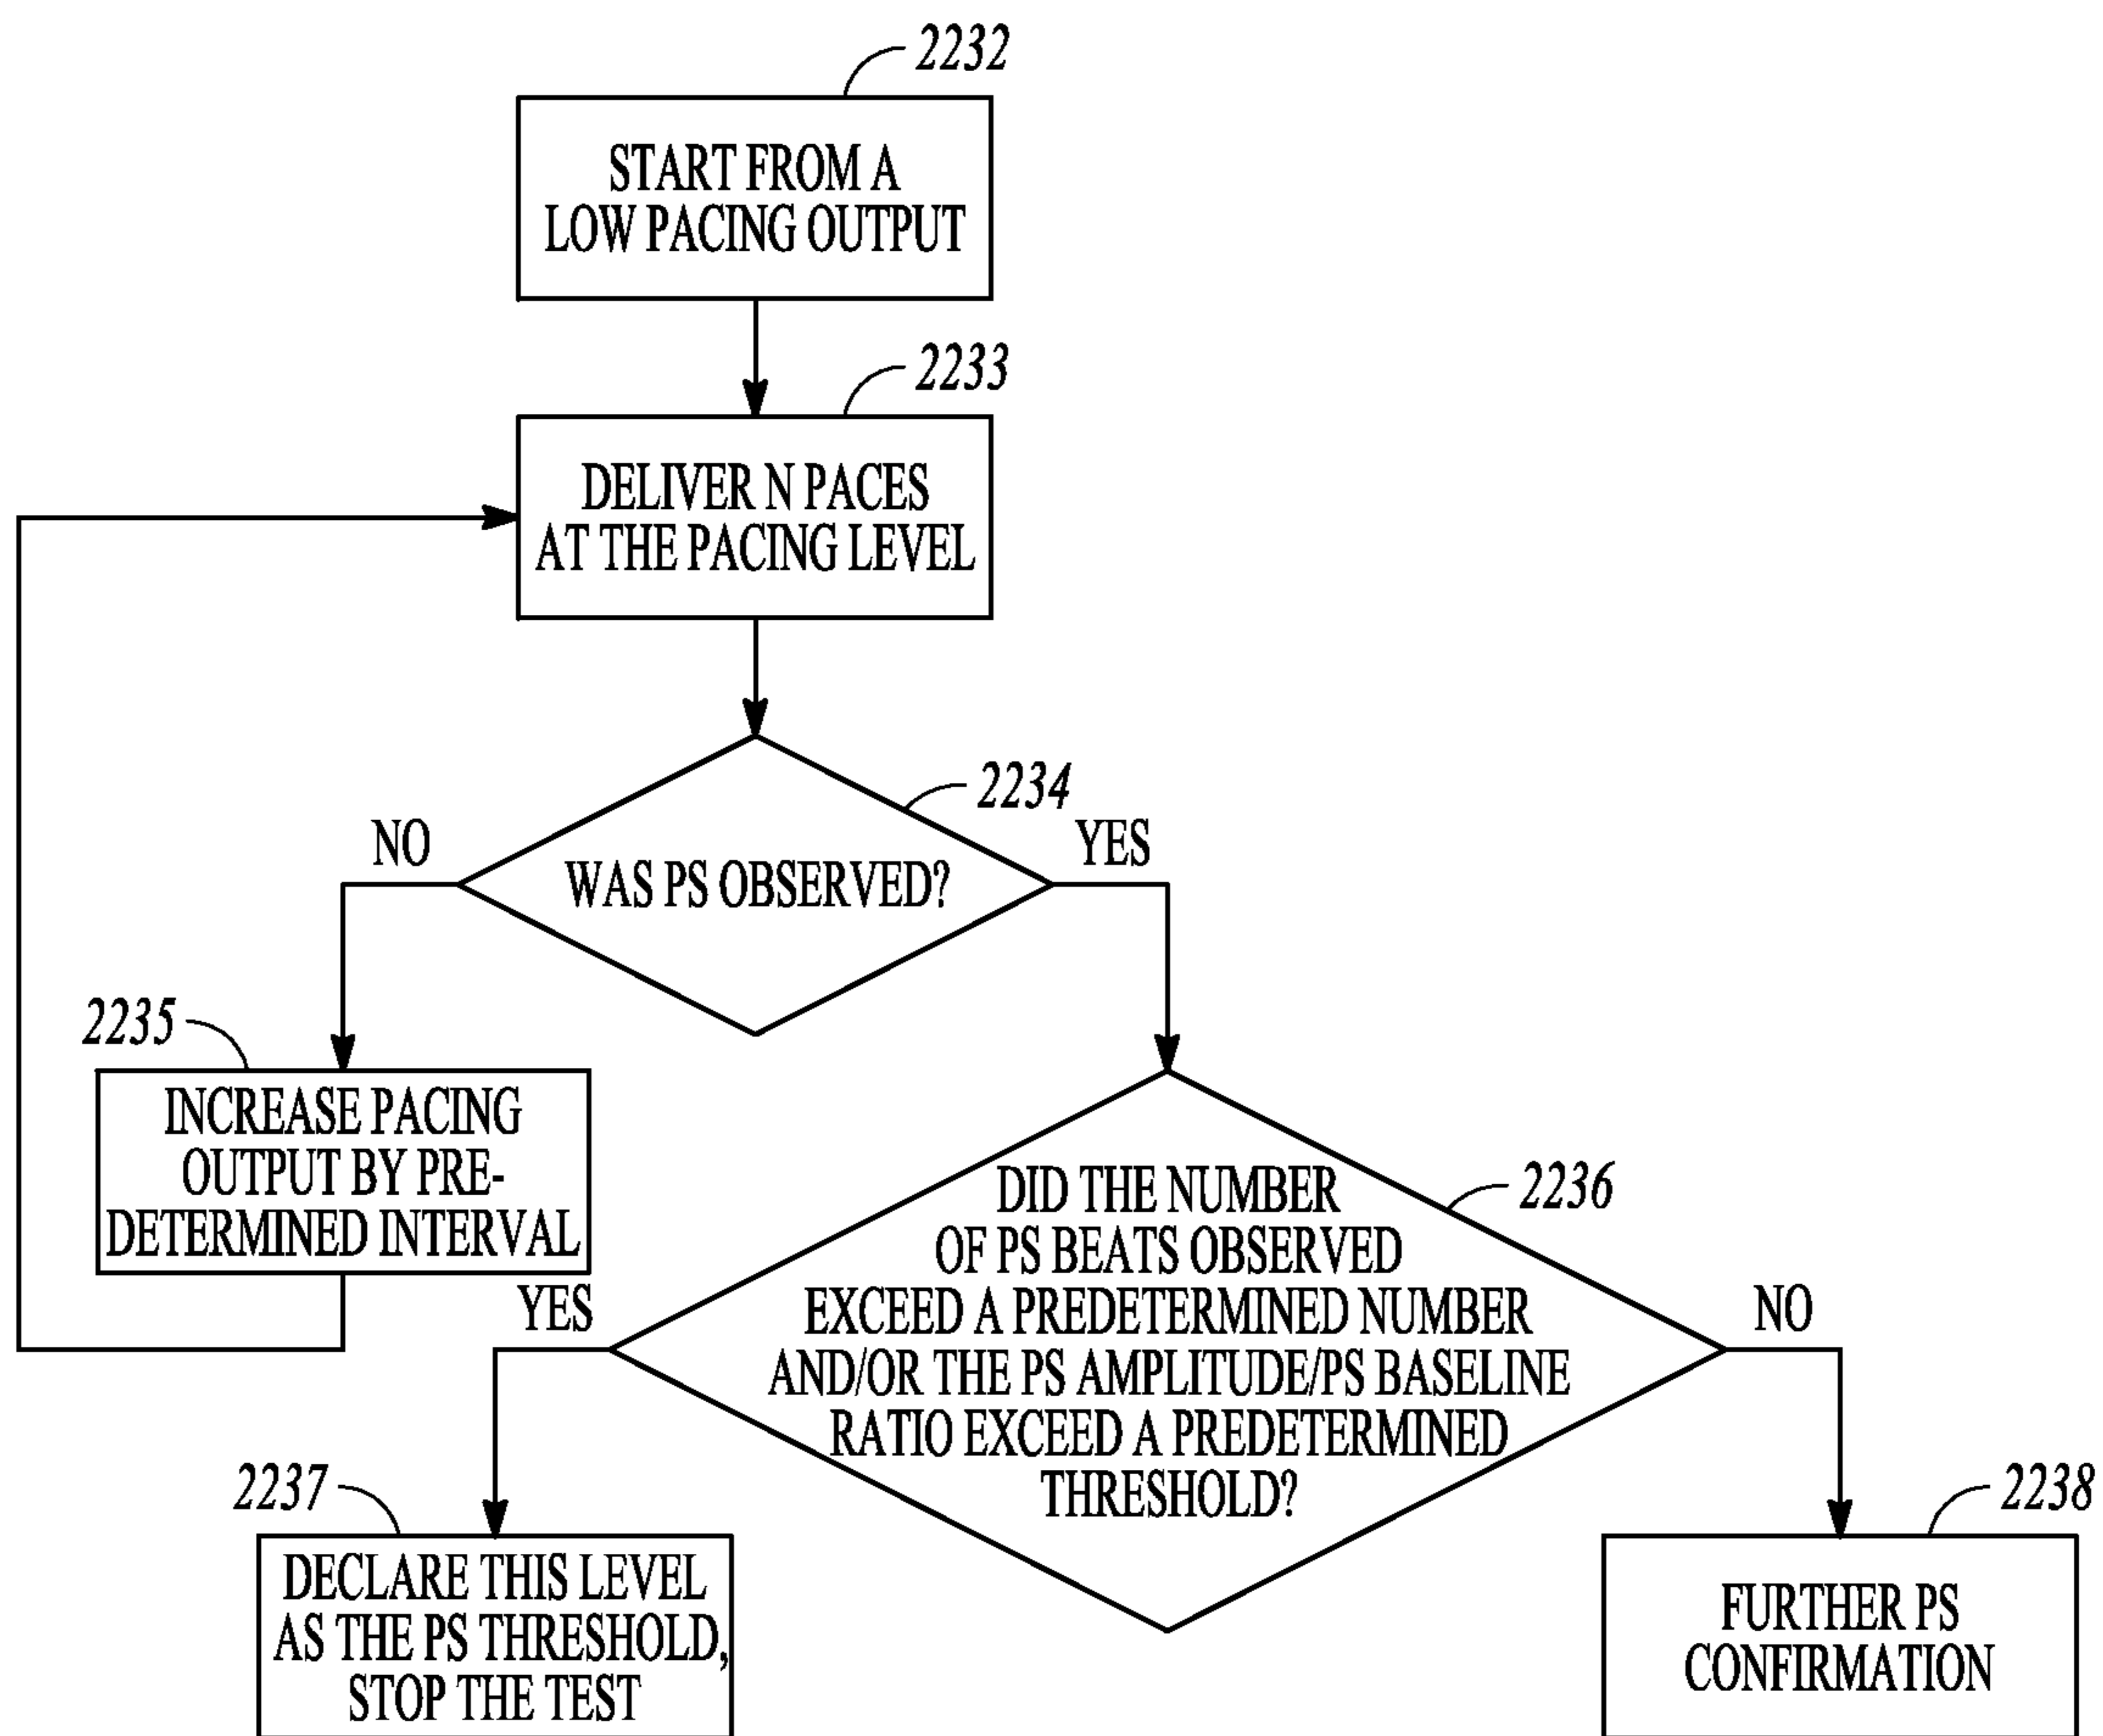 2232
START FROM A
LOW PACING OUTPUT
2233
DELIVER N PACES
AT THE PACING LEVEL
2234
NO
YES
WAS PS OBSERVED?
2235
INCREASE PACING
OUTPUT BY PRE-
DETERMINED INTERVAL
2236
DID THE NUMBER
OF PS BEATS OBSERVED
EXCEED A PREDETERMINED NUMBER
AND/OR THE PS AMPLITUDE/PS BASELINE
RATIO EXCEED A PREDETERMINED
THRESHOLD?
YES
NO
2237
DECLARE THIS LEVEL
AS THE PS THRESHOLD,
STOP THE TEST
2238
FURTHER PS
CONFIRMATION